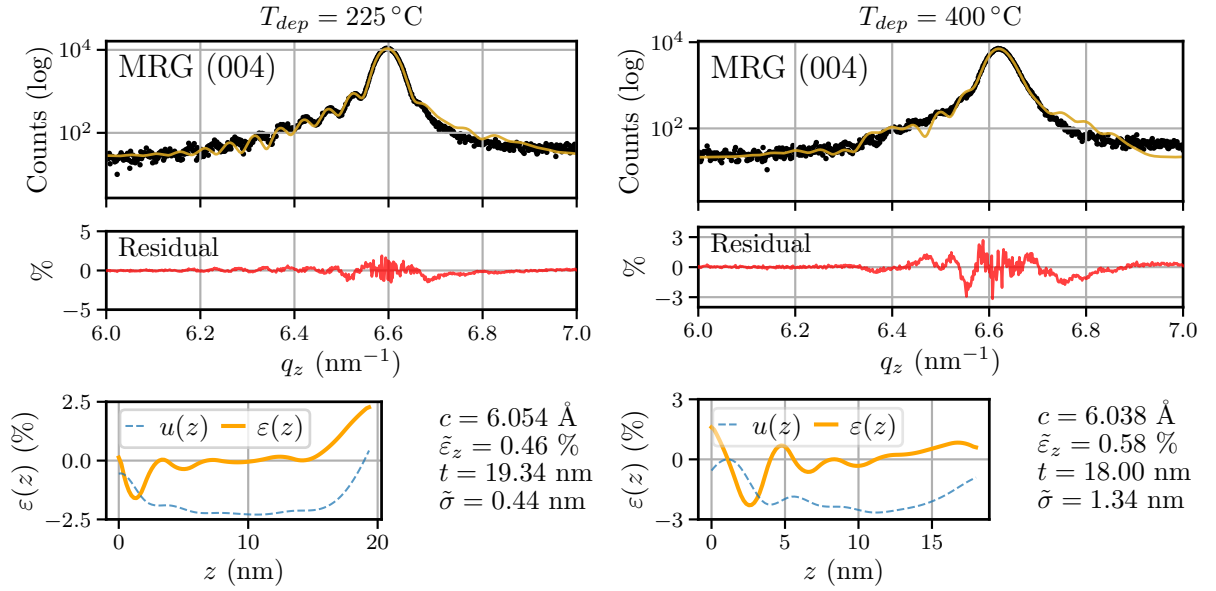 T_dep = 225 °C
10^4
10^2
Counts (log)
MRG (004)
5
0
−5
%
Residual
6.0 6.2 6.4 6.6 6.8 7.0
q_z (nm^−1)
2.5
0.0
−2.5
ε(z) (%)
u(z) ε(z)
0 10 20
z (nm)
c = 6.054 Å
ε̃_z = 0.46 %
t = 19.34 nm
σ̃ = 0.44 nm
T_dep = 400 °C
10^4
10^2
Counts (log)
MRG (004)
3
0
−3
%
Residual
6.0 6.2 6.4 6.6 6.8 7.0
q_z (nm^−1)
3
0
−3
ε(z) (%)
u(z) ε(z)
0 5 10 15
z (nm)
c = 6.038 Å
ε̃_z = 0.58 %
t = 18.00 nm
σ̃ = 1.34 nm